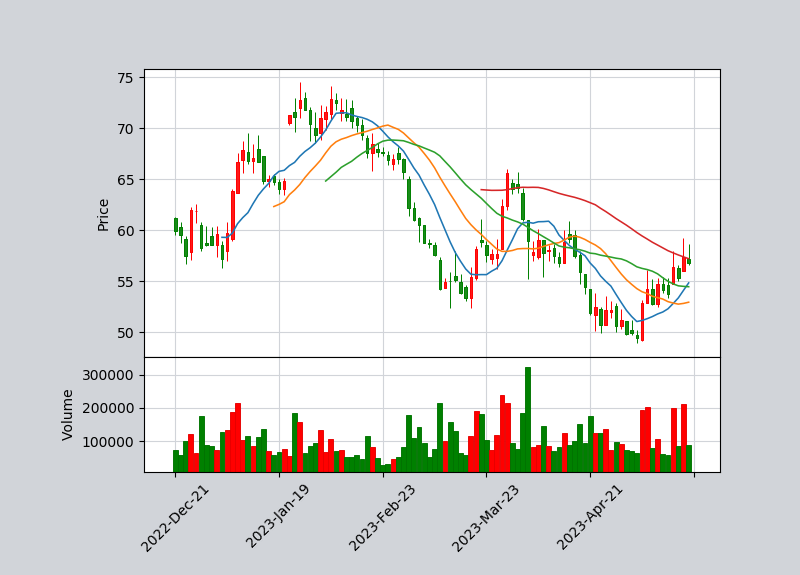 75
70
65
60
55
50
Price
300000
200000
100000
Volume
2022-Dec-21
2023-Jan-19
2023-Feb-23
2023-Mar-23
2023-Apr-21